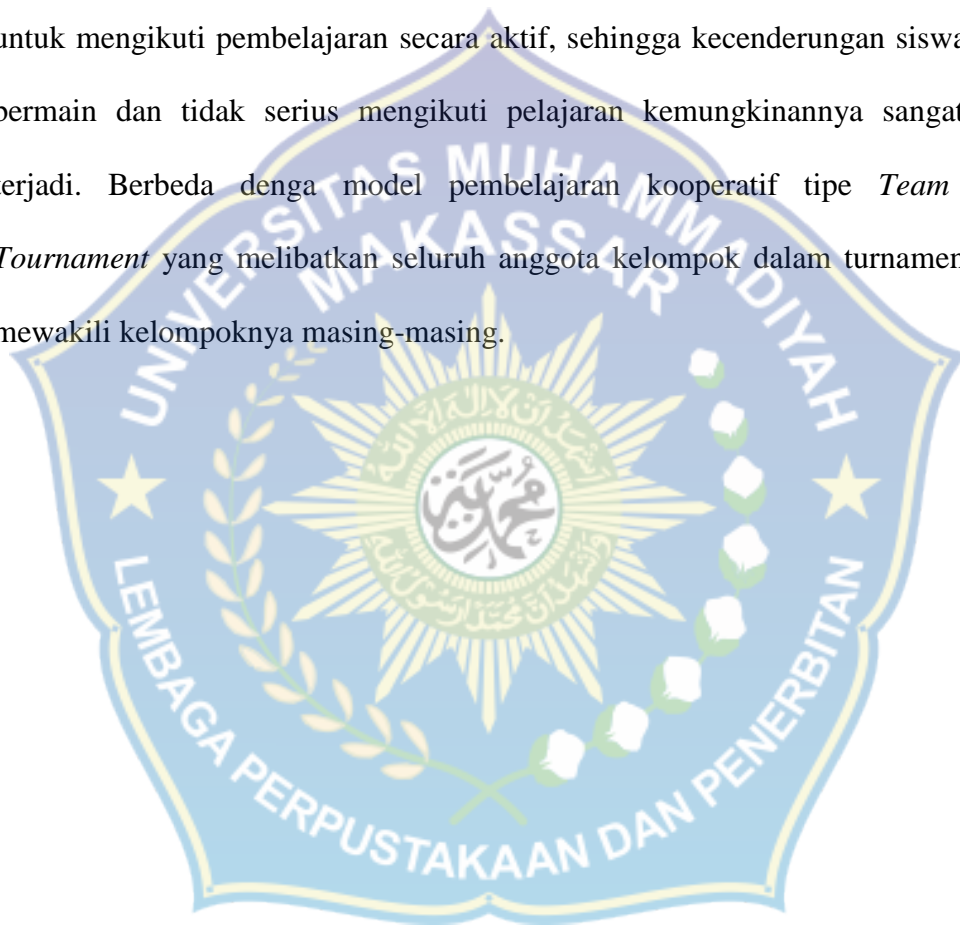 untuk mengikuti pembelajaran secara aktif, sehingga kecenderungan siswa
bermain dan tidak serius mengikuti pelajaran kemungkinannya sangat
terjadi. Berbeda denga model pembelajaran kooperatif tipe Team
Tournament yang melibatkan seluruh anggota kelompok dalam turnamen
mewakili kelompoknya masing-masing.
UNIVERSITAS MUHAMMADIYAH
MAKASSAR
محمدية
LEMBAGA PERPUSTAKAAN DAN PENERBITAN